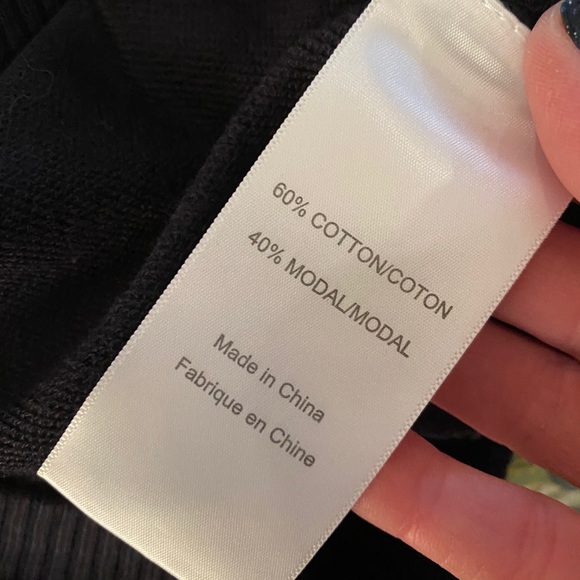 60% COTTON/COTON
40% MODAL/MODAL
Made in China
Fabrique en Chine